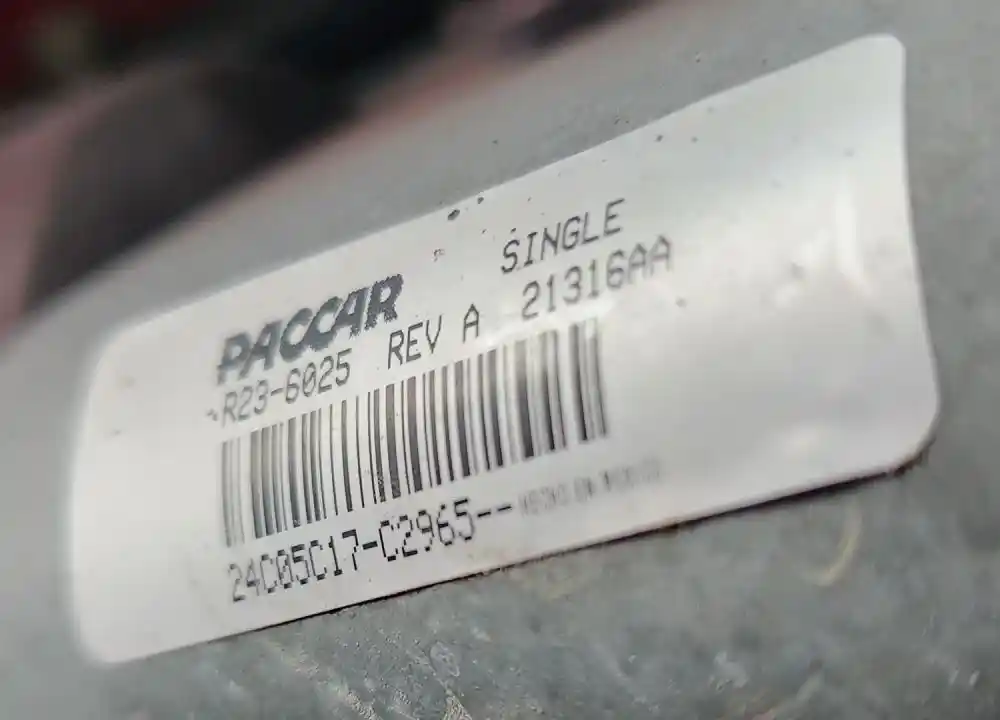 SINGLE
PACCAR
R23-6025 REV A 21316AA
24C05C17-C2965--